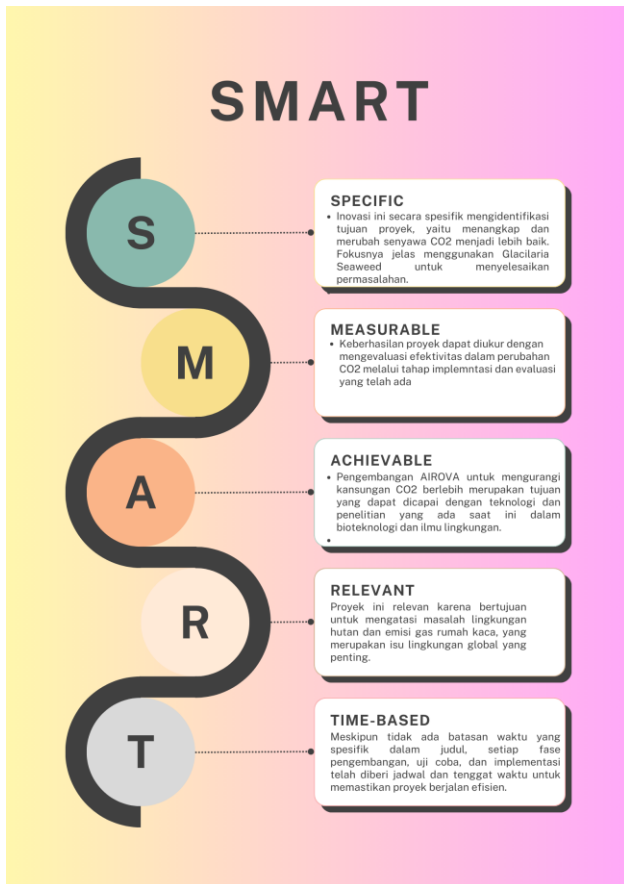 SMART
S
SPECIFIC
• Inovasi ini secara spesifik mengidentifikasi
tujuan proyek, yaitu menangkap dan
merubah senyawa CO2 menjadi lebih baik.
Fokusnya jelas menggunakan Glacilaria
Seaweed untuk menyelesaikan
permasalahan.
M
MEASURABLE
• Keberhasilan proyek dapat diukur dengan
mengevaluasi efektivitas dalam perubahan
CO2 melalui tahap implemntasi dan evaluasi
yang telah ada
A
ACHIEVABLE
• Pengembangan AIROVA untuk mengurangi
kansungan CO2 berlebih merupakan tujuan
yang dapat dicapai dengan teknologi dan
penelitian yang ada saat ini dalam
bioteknologi dan ilmu lingkungan.
•
R
RELEVANT
Proyek ini relevan karena bertujuan
untuk mengatasi masalah lingkungan
hutan dan emisi gas rumah kaca, yang
merupakan isu lingkungan global yang
penting.
T
TIME-BASED
Meskipun tidak ada batasan waktu yang
spesifik dalam judul, setiap fase
pengembangan, uji coba, dan implementasi
telah diberi jadwal dan tenggat waktu untuk
memastikan proyek berjalan efisien.